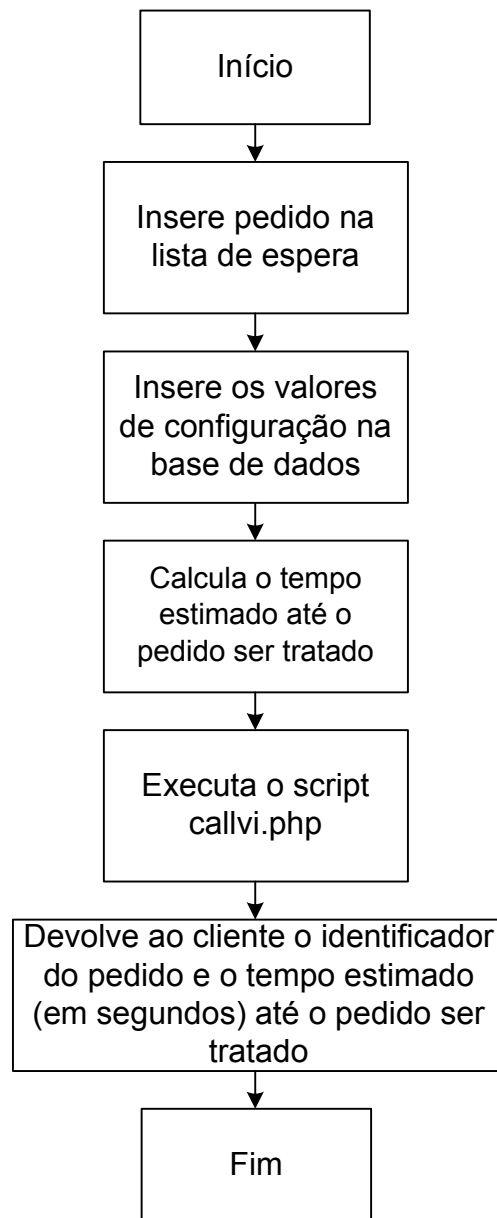 Início
Insere pedido na
lista de espera
Insere os valores
de configuração na
base de dados
Calcula o tempo
estimado até o
pedido ser tratado
Executa o script
callvi.php
Devolve ao cliente o identificador
do pedido e o tempo estimado
(em segundos) até o pedido ser
tratado
Fim